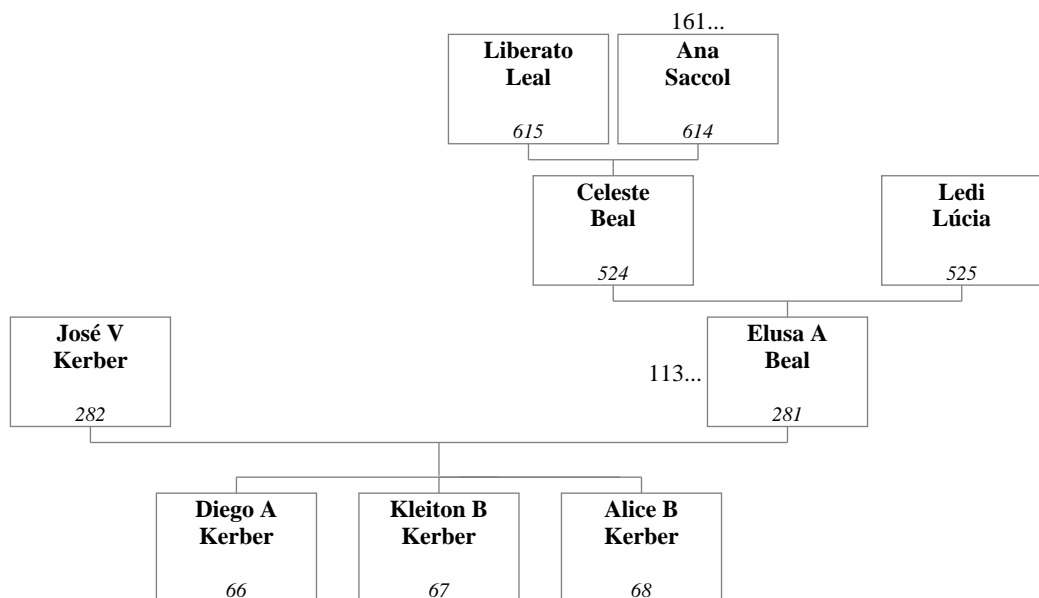 161...
Liberato
Leal
615
Ana
Saccol
614
Celeste
Beal
524
Ledi
Lúcia
525
José V
Kerber
282
113...
Elusa A
Beal
281
Diego A
Kerber
66
Kleiton B
Kerber
67
Alice B
Kerber
68